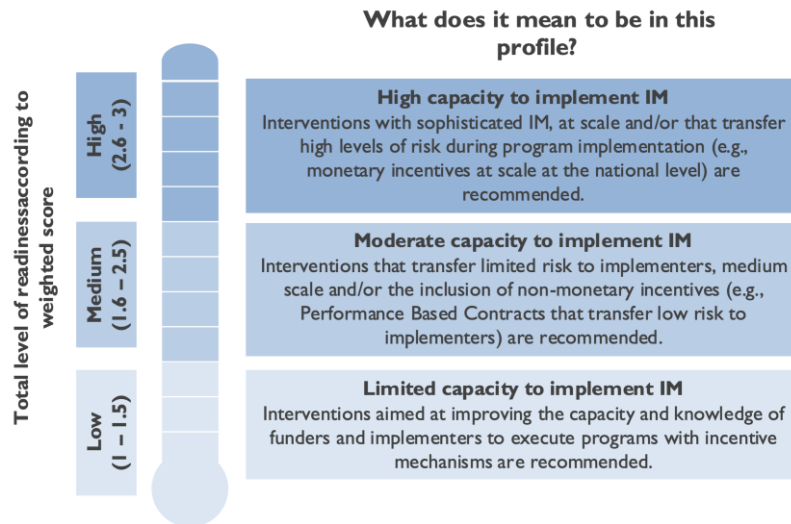 What does it mean to be in this
profile?
Total level of readinessaccording to
weighted score
High
(2.6 - 3)
High capacity to implement IM
Interventions with sophisticated IM, at scale and/or that transfer
high levels of risk during program implementation (e.g.,
monetary incentives at scale at the national level) are
recommended.
Medium
(1.6 – 2.5)
Moderate capacity to implement IM
Interventions that transfer limited risk to implementers, medium
scale and/or the inclusion of non-monetary incentives (e.g.,
Performance Based Contracts that transfer low risk to
implementers) are recommended.
Low
(1 – 1.5)
Limited capacity to implement IM
Interventions aimed at improving the capacity and knowledge of
funders and implementers to execute programs with incentive
mechanisms are recommended.